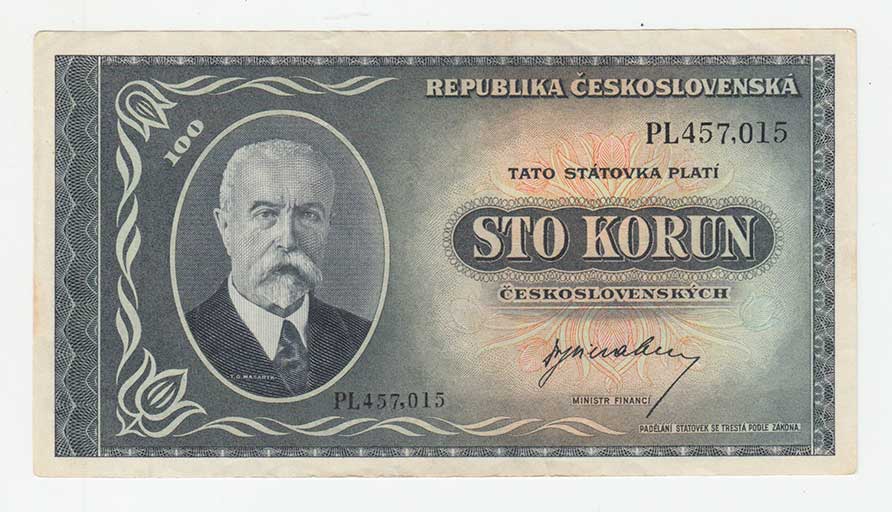 REPUBLIKA ČESKOSLOVENSKÁ
100
PL457,015
TATO STÁTOVKA PLATÍ
STO KORUN
ČESKOSLOVENSKÝCH
T. G. MASARYK
PL457,015
MINISTR FINANCÍ
PADĚLÁNÍ STÁTOVEK SE TRESTÁ PODLE ZÁKONA.